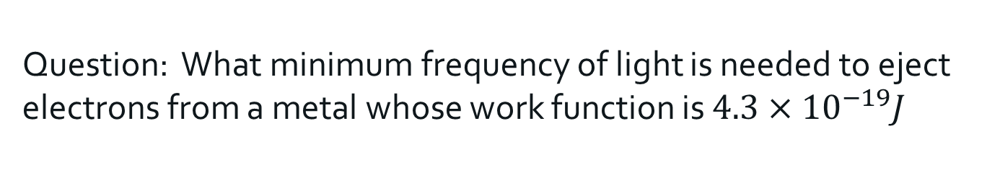 Question: What minimum frequency of light is needed to eject
electrons from a metal whose work function is 4.3 × 10⁻¹⁹J